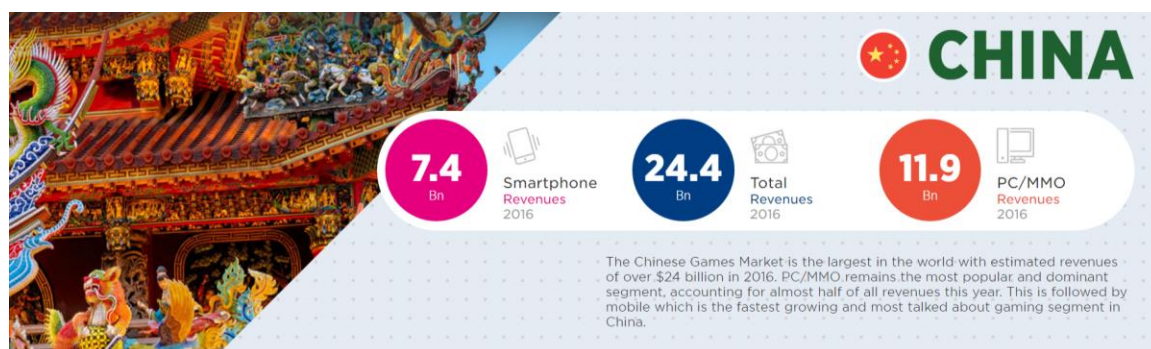 CHINA
7.4
Bn
Smartphone
Revenues
2016
24.4
Bn
Total
Revenues
2016
11.9
Bn
PC/MMO
Revenues
2016
The Chinese Games Market is the largest in the world with estimated revenues
of over $24 billion in 2016. PC/MMO remains the most popular and dominant
segment, accounting for almost half of all revenues this year. This is followed by
mobile which is the fastest growing and most talked about gaming segment in
China.